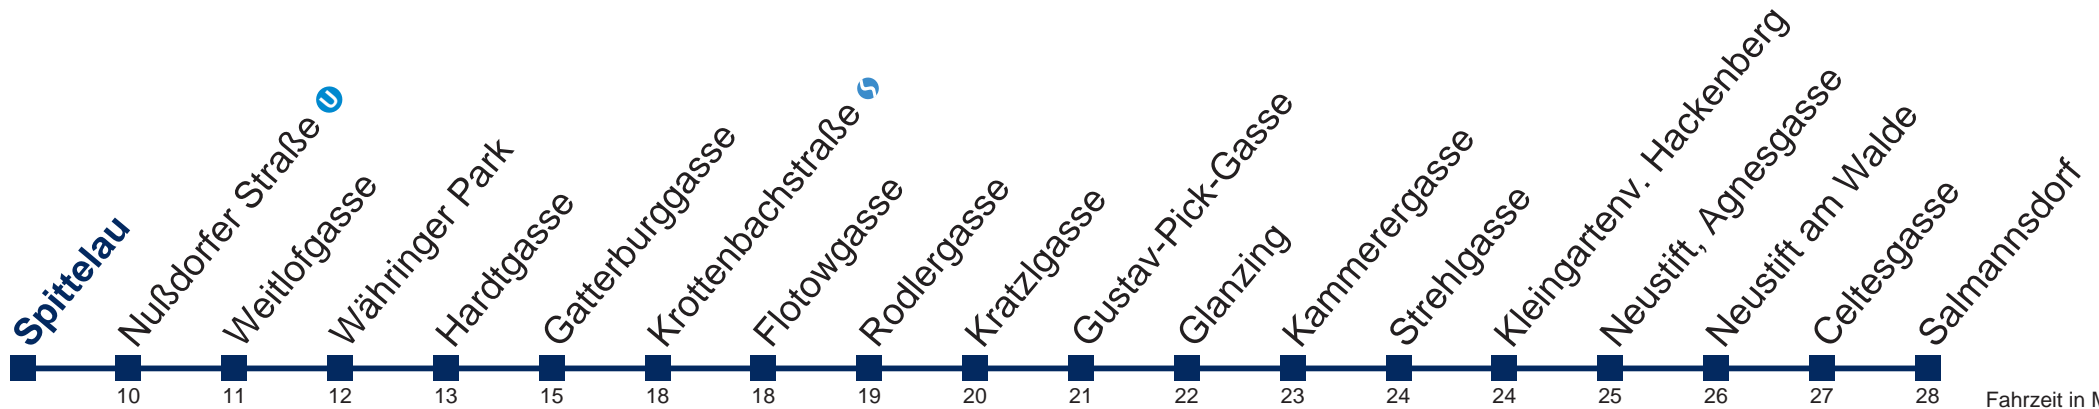 Spittelau
Nußdorfer Straße U
Weitlofgasse
Währinger Park
Hardtgasse
Gatterburggasse
Krottenbachstraße
Flotowgasse
Rodlergasse
Kratzlgasse
Gustav-Pick-Gasse
Glanzing
Kammerergasse
Strehlgasse
Kleingartenv. Hackenberg
Neustift, Agnesgasse
Neustift am Walde
Celtesgasse
Salmannsdorf
10 11 12 13 15 18 18 19 20 21 22 23 24 24 25 26 27 28
Fahrzeit in